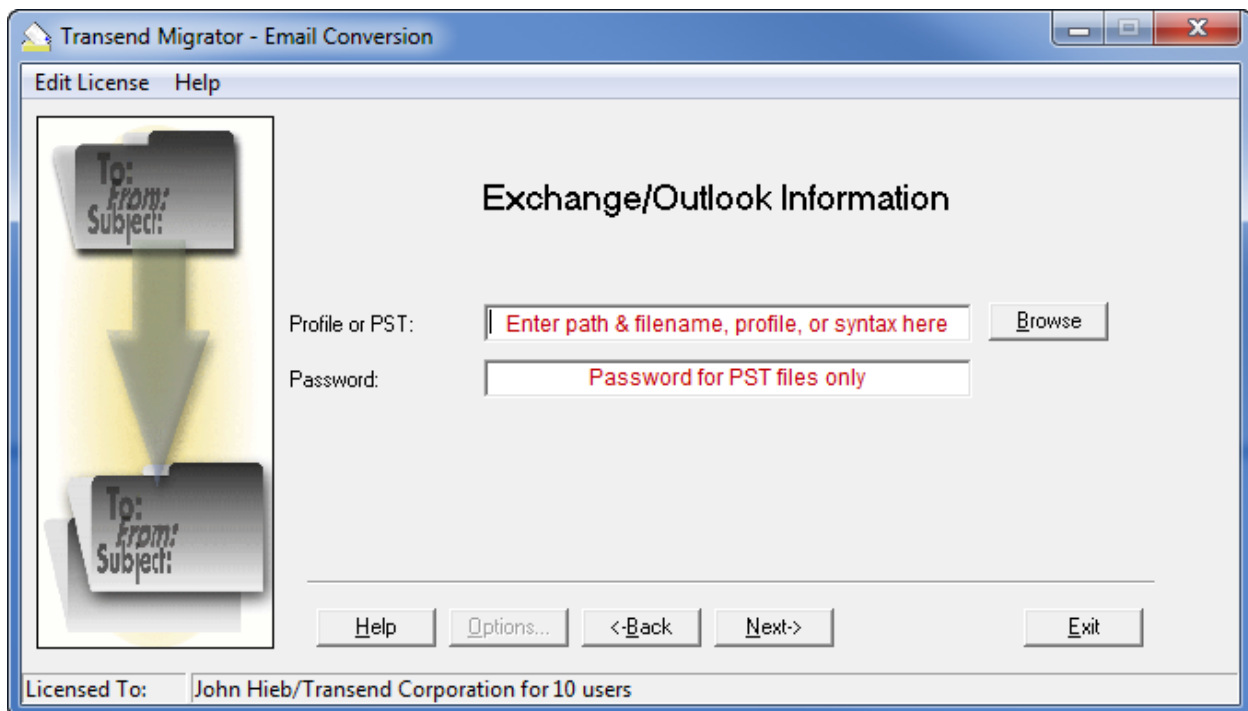 Transend Migrator - Email Conversion
Edit License Help
To:
From:
Subject:
Exchange/Outlook Information
Profile or PST: Enter path & filename, profile, or syntax here Browse
Password: Password for PST files only
To:
From:
Subject:
Help Options... <-Back Next-> Exit
Licensed To: John Hieb/Transend Corporation for 10 users